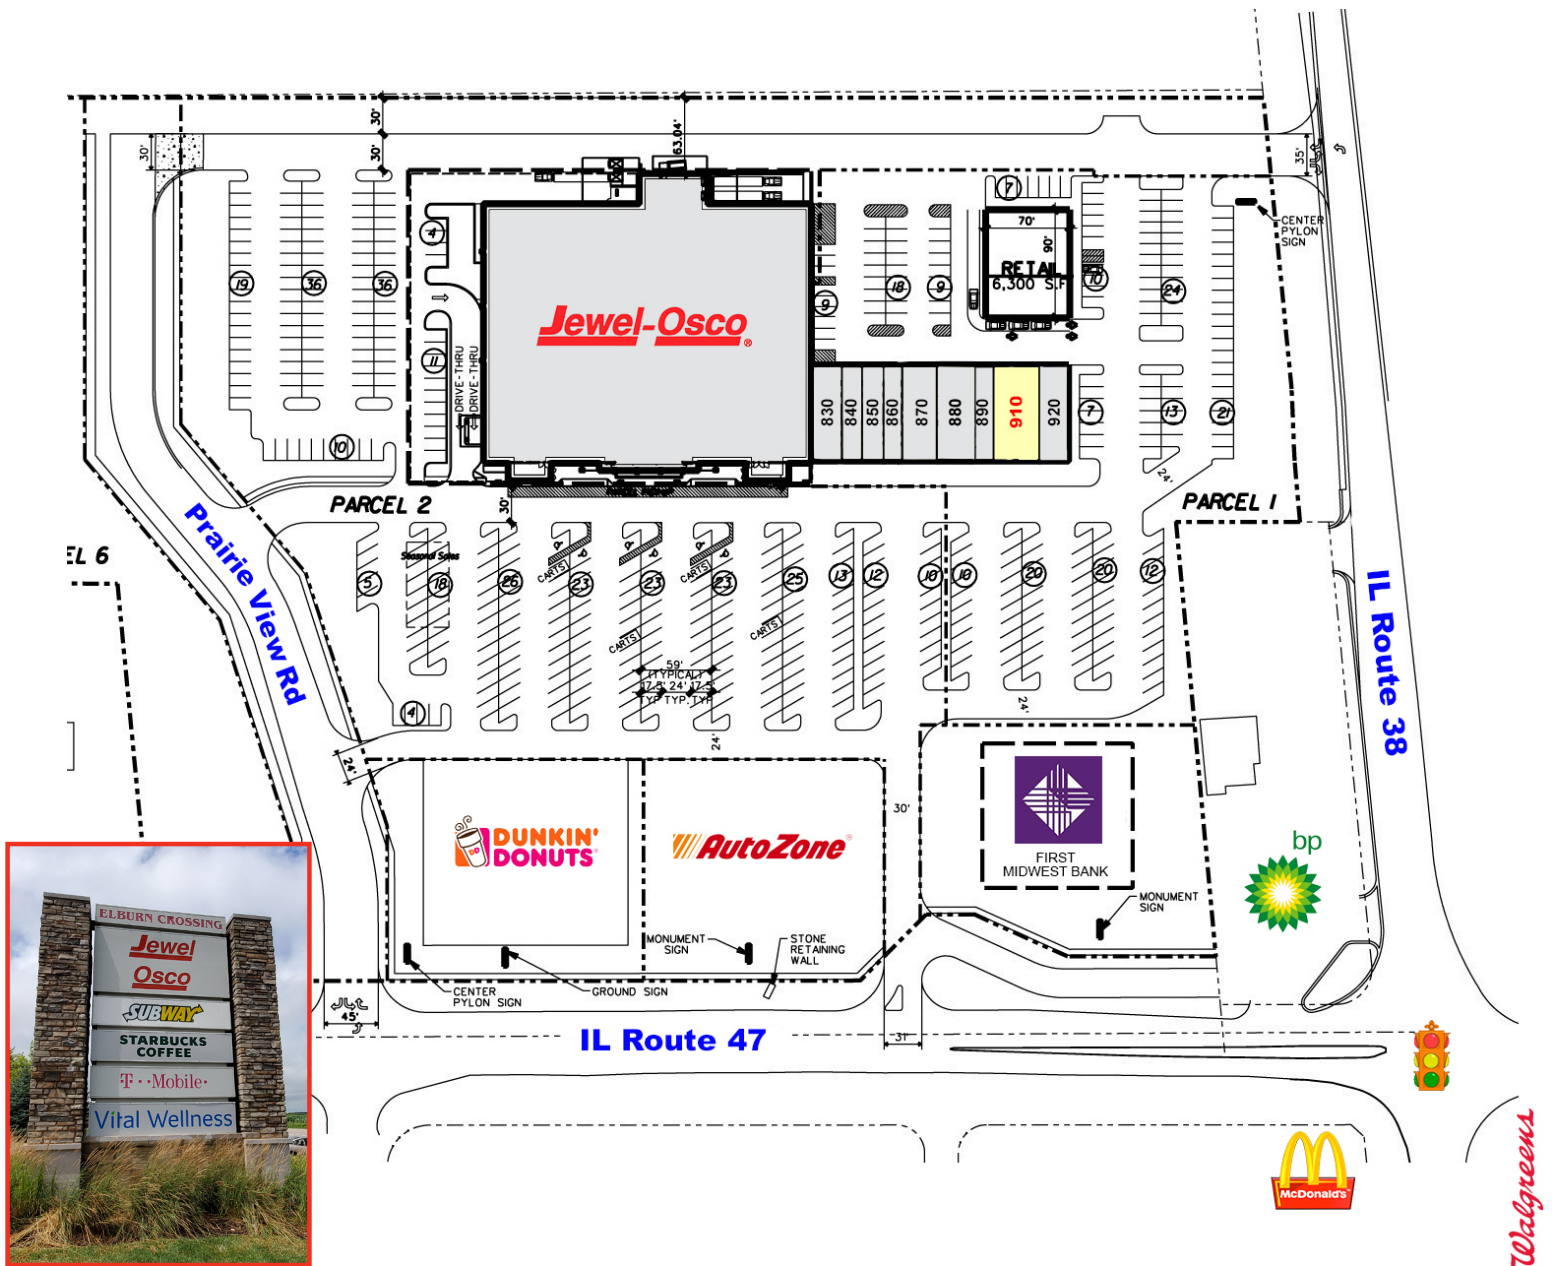 30'
30'
30'
63.04'
35'
7
70'
90'
RETAIL
6,300 S.F
CENTER
PYLON
SIGN
4
19
36
36
18
9
10
24
9
Jewel-Osco®
11
DRIVE-THRU
DRIVE-THRU
830
840
850
860
870
880
890
910
920
7
13
21
10
24'
PARCEL 2
30'
PARCEL 1
EL 6
Prairie View Rd
Seasonal Sales
CARTS
CARTS
5
18
26
23
23
23
25
13
12
10
10
20
20
12
CARTS
CARTS
59'
(TYPICAL)
17.5' 24' 17.5'
TYP TYP. TYP
IL Route 38
4
24'
24'
24'
30'
DUNKIN'
DONUTS
AutoZone
FIRST
MIDWEST BANK
bp
MONUMENT
SIGN
MONUMENT
SIGN
STONE
RETAINING
WALL
CENTER
PYLON SIGN
GROUND SIGN
45'
IL Route 47
31'
ELBURN CROSSING
Jewel
Osco
SUBWAY
STARBUCKS
COFFEE
T··Mobile·
Vital Wellness
McDonald's
Walgreens